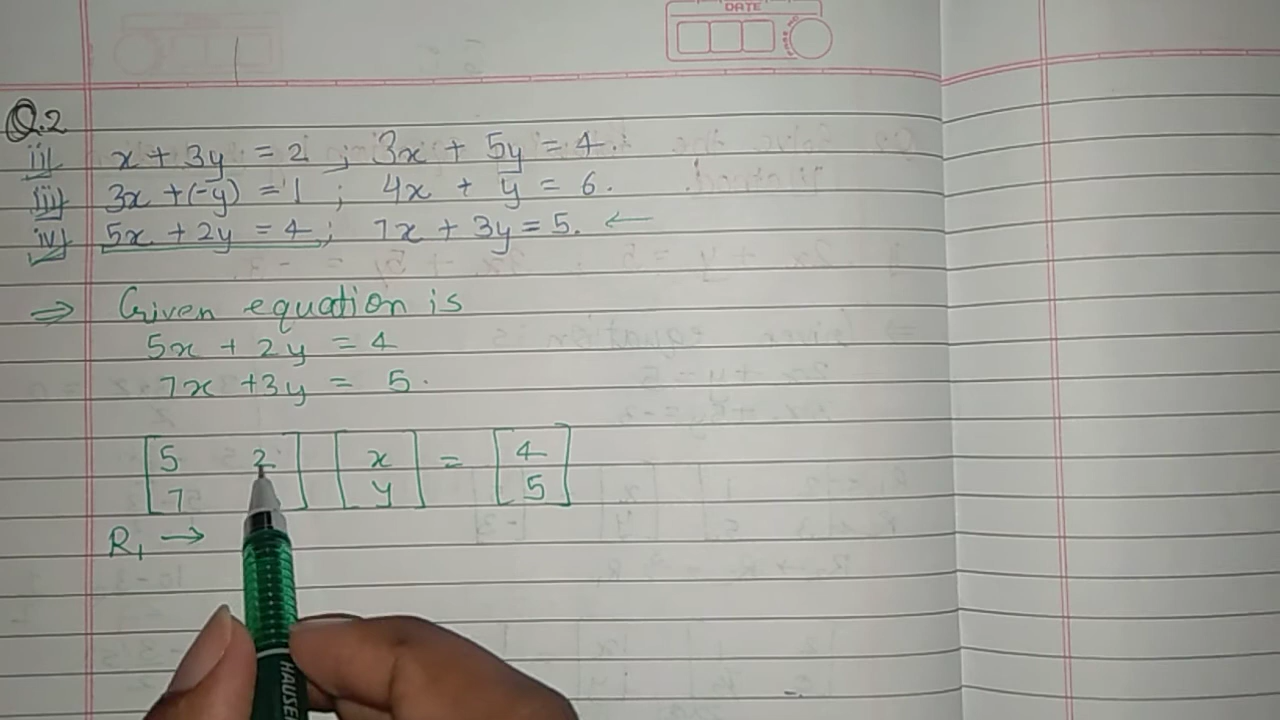 DATE
Q.2
ii) x + 3y = 2 ; 3x + 5y = 4.
iii) 3x +(-y) = 1 ; 4x + y = 6.
iv) 5x + 2y = 4 ; 7x + 3y = 5. ←
⇒ Given equation is
5x + 2y = 4
7x +3y = 5.
[5 2] [x] = [4]
[7 ] [y] [5]
R₁ →
HAUSER